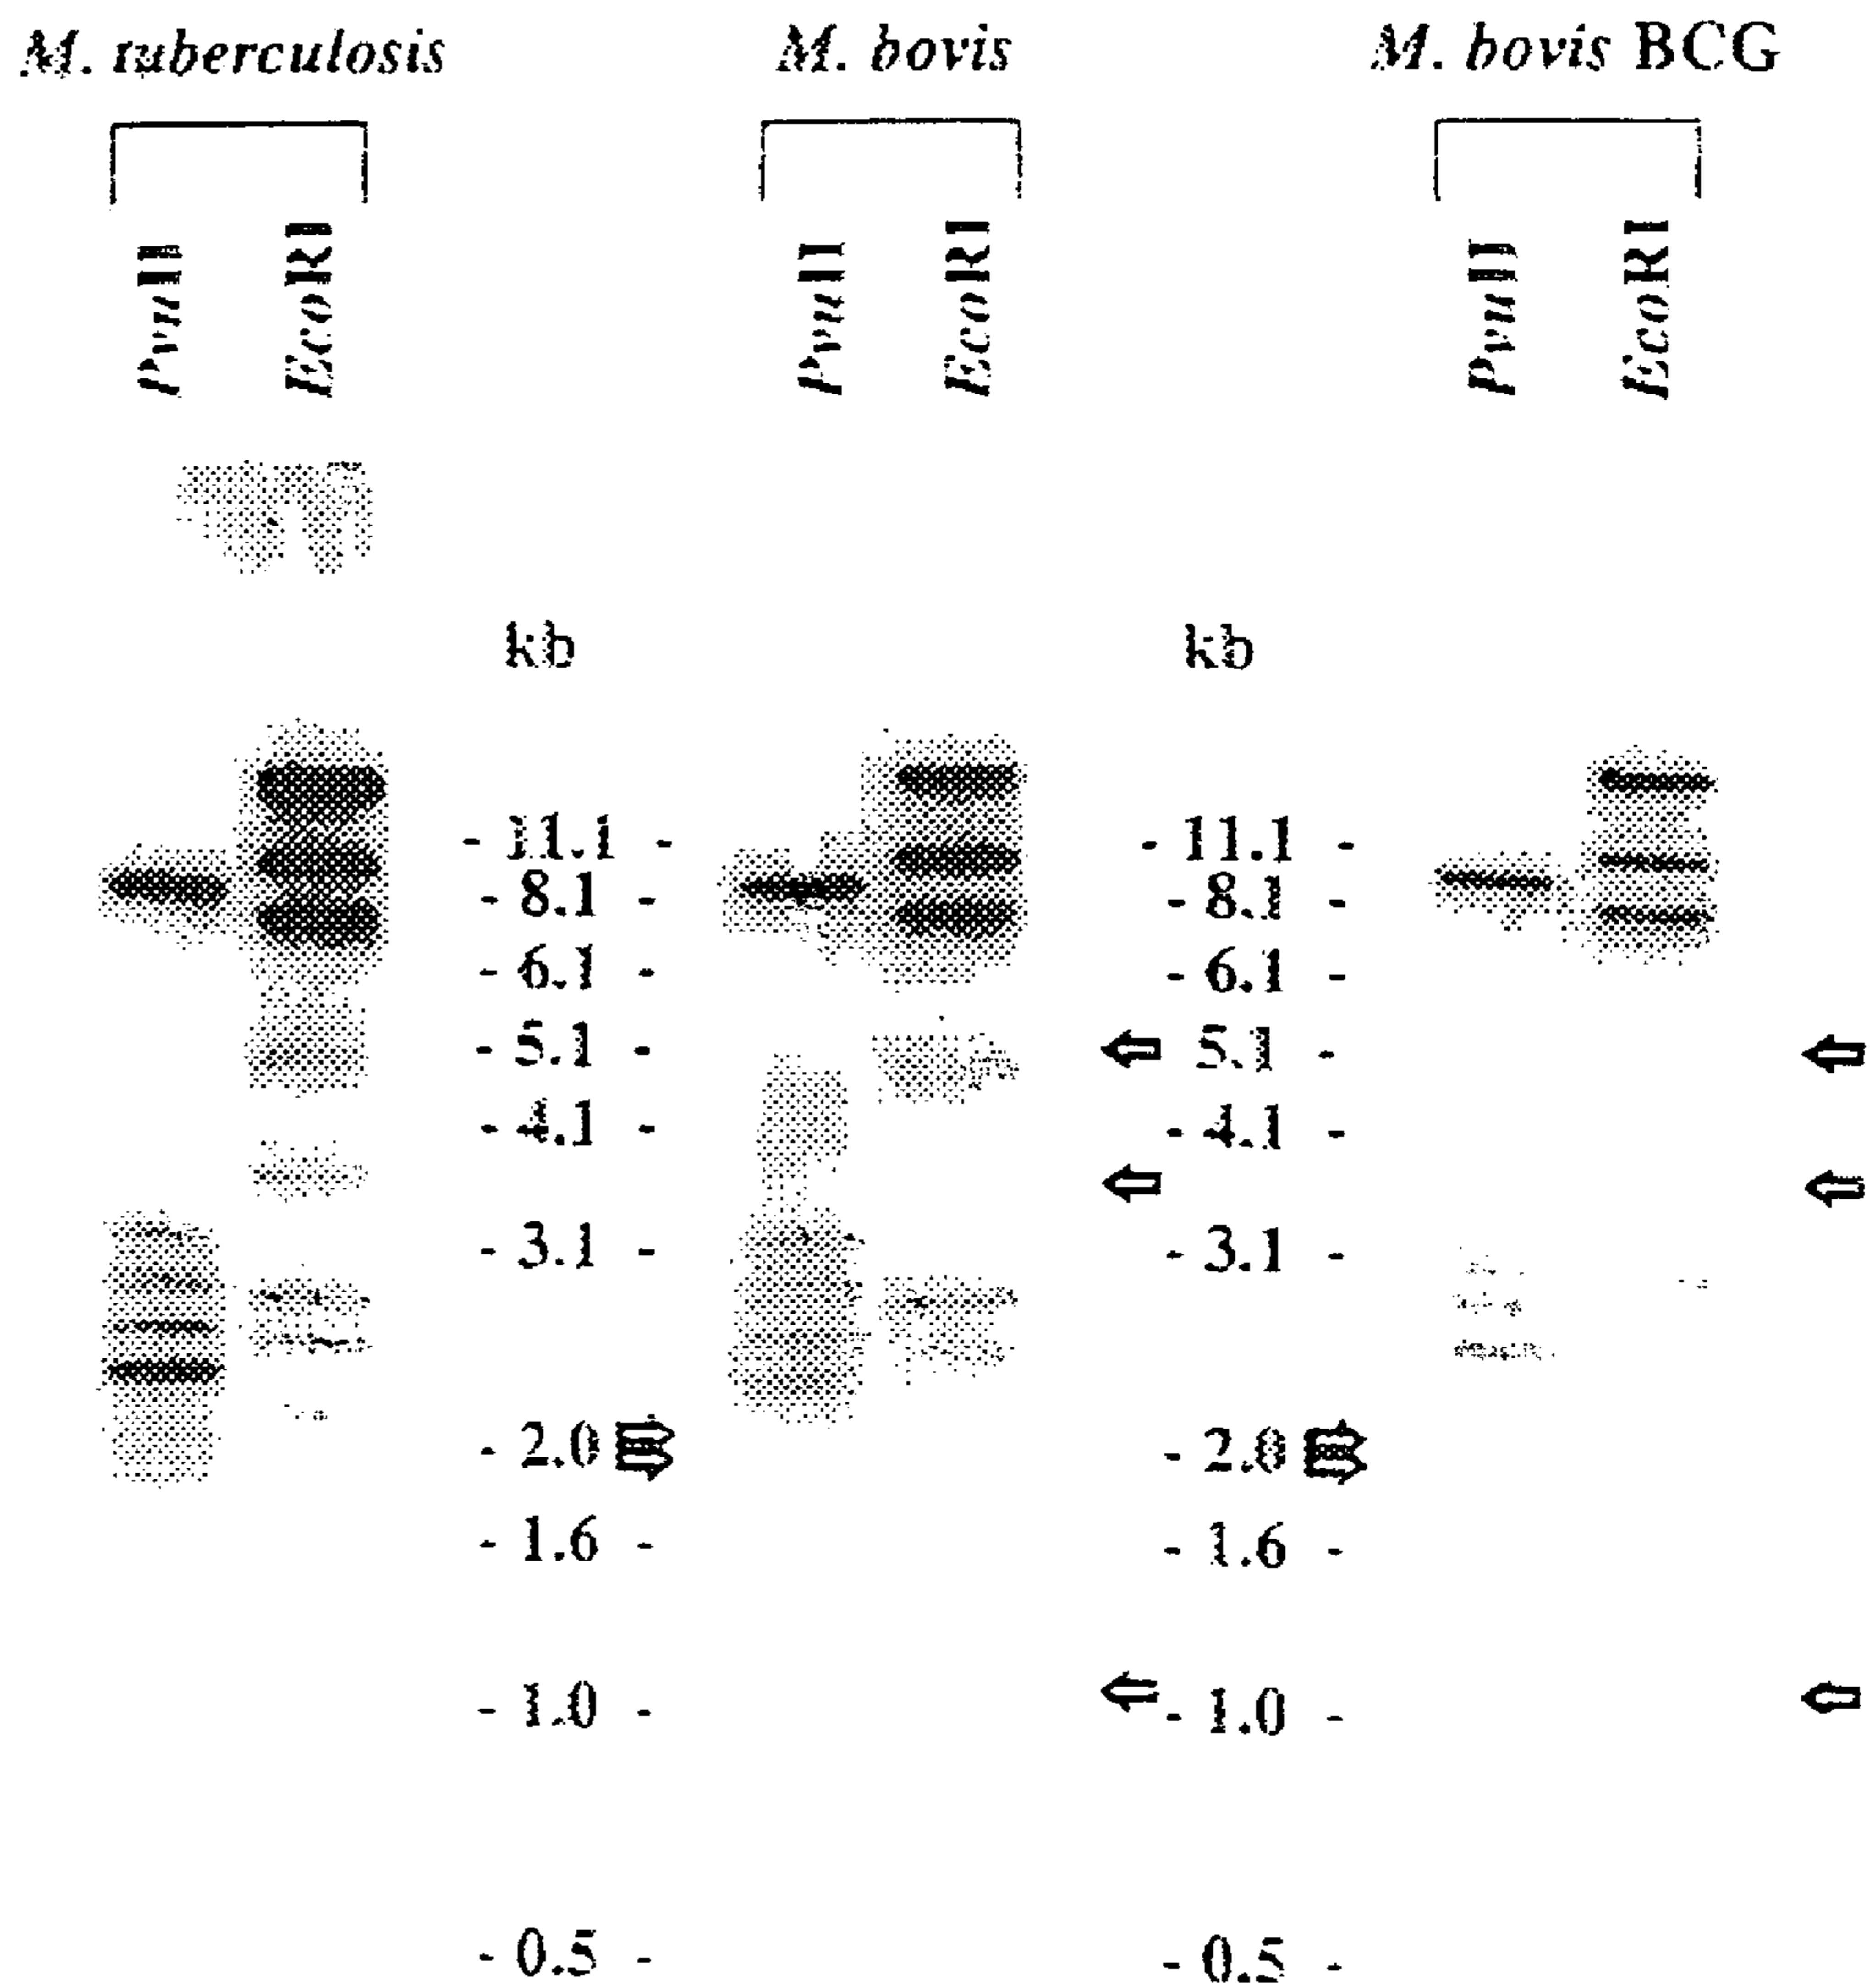 M. tuberculosis M. bovis M. bovis BCG
PvuII EcoRI PvuII EcoRI PvuII EcoRI
kb kb
- 11.1 - - 11.1 -
- 8.1 - - 8.1 -
- 6.1 - - 6.1 -
- 5.1 - 5.1 -
- 4.1 - - 4.1 -
- 3.1 - - 3.1 -
- 2.0 - 2.0
- 1.6 - - 1.6 -
- 1.0 - - 1.0 -
- 0.5 - - 0.5 -